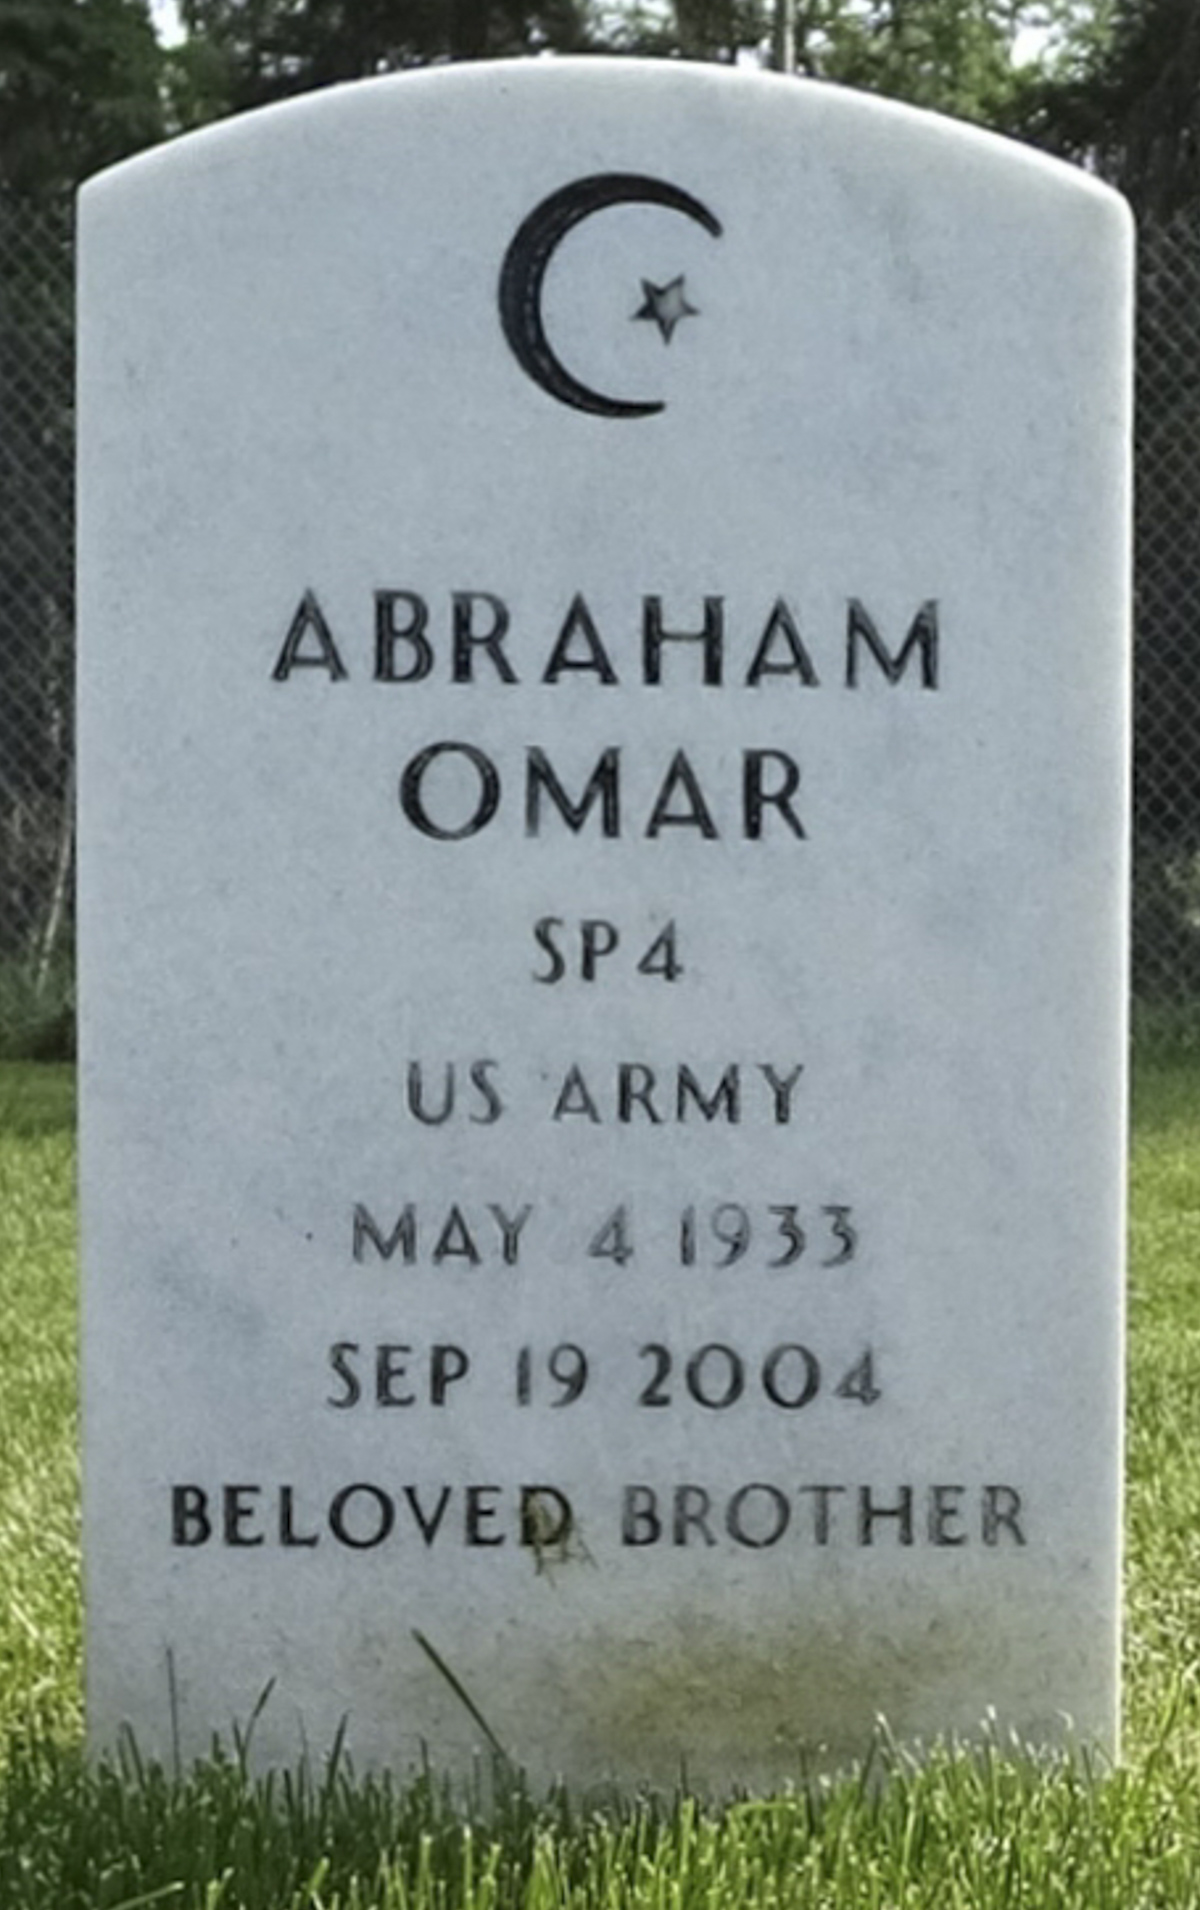 ABRAHAM
OMAR
SP4
US ARMY
MAY 4 1933
SEP 19 2004
BELOVED BROTHER